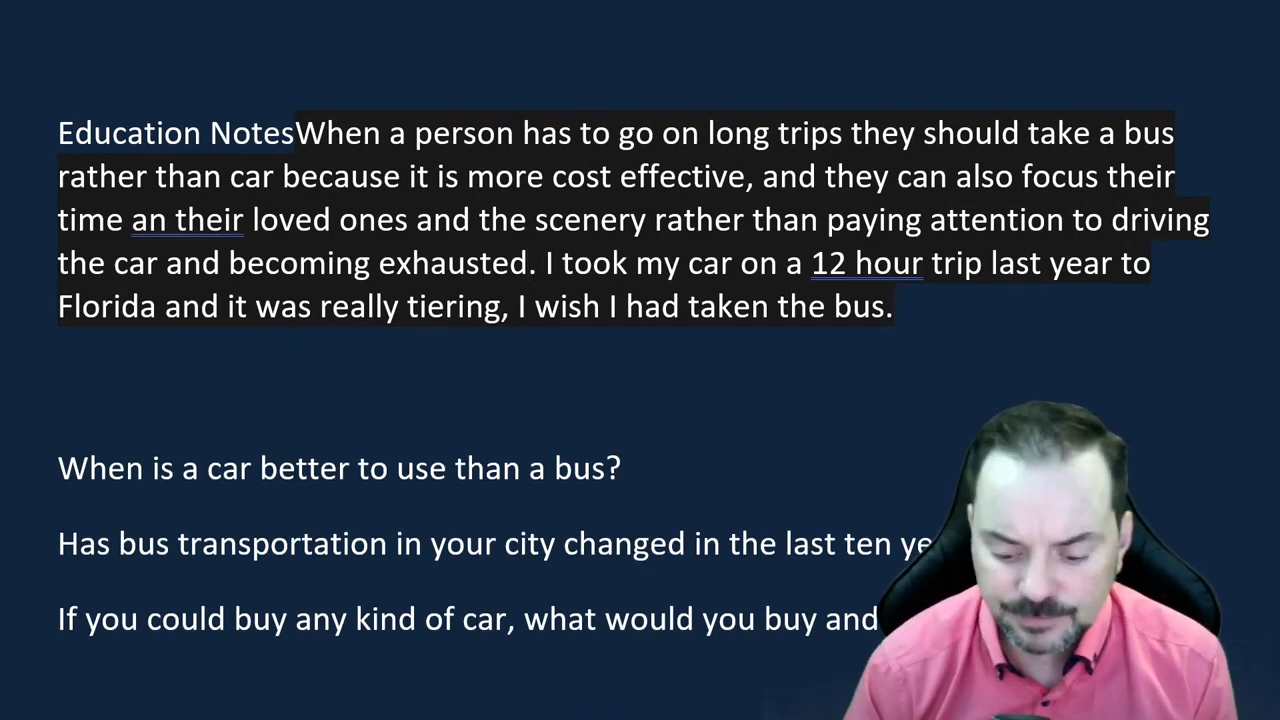 Education NotesWhen a person has to go on long trips they should take a bus
rather than car because it is more cost effective, and they can also focus their
time an their loved ones and the scenery rather than paying attention to driving
the car and becoming exhausted. I took my car on a 12 hour trip last year to
Florida and it was really tiering, I wish I had taken the bus.
When is a car better to use than a bus?
Has bus transportation in your city changed in the last ten
If you could buy any kind of car, what would you buy and